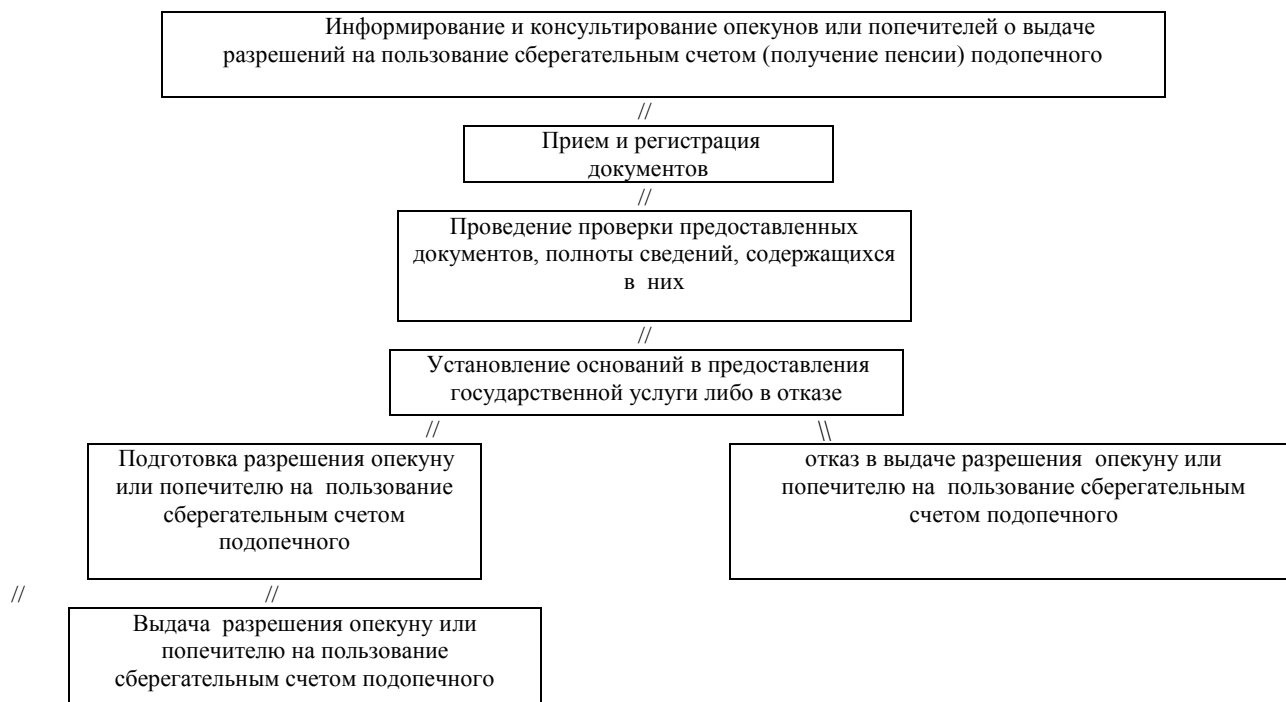 Информирование и консультирование опекунов или попечителей о выдаче
разрешений на пользование сберегательным счетом (получение пенсии) подопечного
//
Прием и регистрация
документов
//
Проведение проверки предоставленных
документов, полноты сведений, содержащихся
в них
//
Установление оснований в предоставления
государственной услуги либо в отказе
// \\
Подготовка разрешения опекуну
или попечителю на пользование
сберегательным счетом
подопечного
отказ в выдаче разрешения опекуну или
попечителю на пользование сберегательным
счетом подопечного
// //
Выдача разрешения опекуну или
попечителю на пользование
сберегательным счетом подопечного